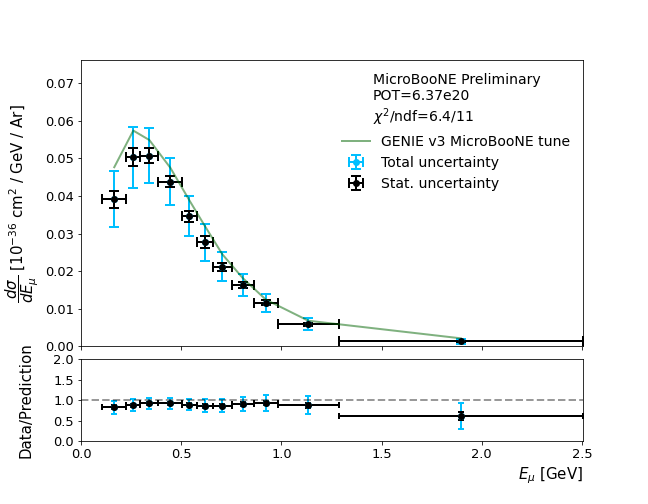 MicroBooNE Preliminary
POT=6.37e20
χ²/ndf=6.4/11
GENIE v3 MicroBooNE tune
Total uncertainty
Stat. uncertainty
dσ/dE_μ [10⁻³⁶ cm² / GeV / Ar]
0.07
0.06
0.05
0.04
0.03
0.02
0.01
0.00
Data/Prediction
2.0
1.5
1.0
0.5
0.0
0.0 0.5 1.0 1.5 2.0 2.5
E_μ [GeV]